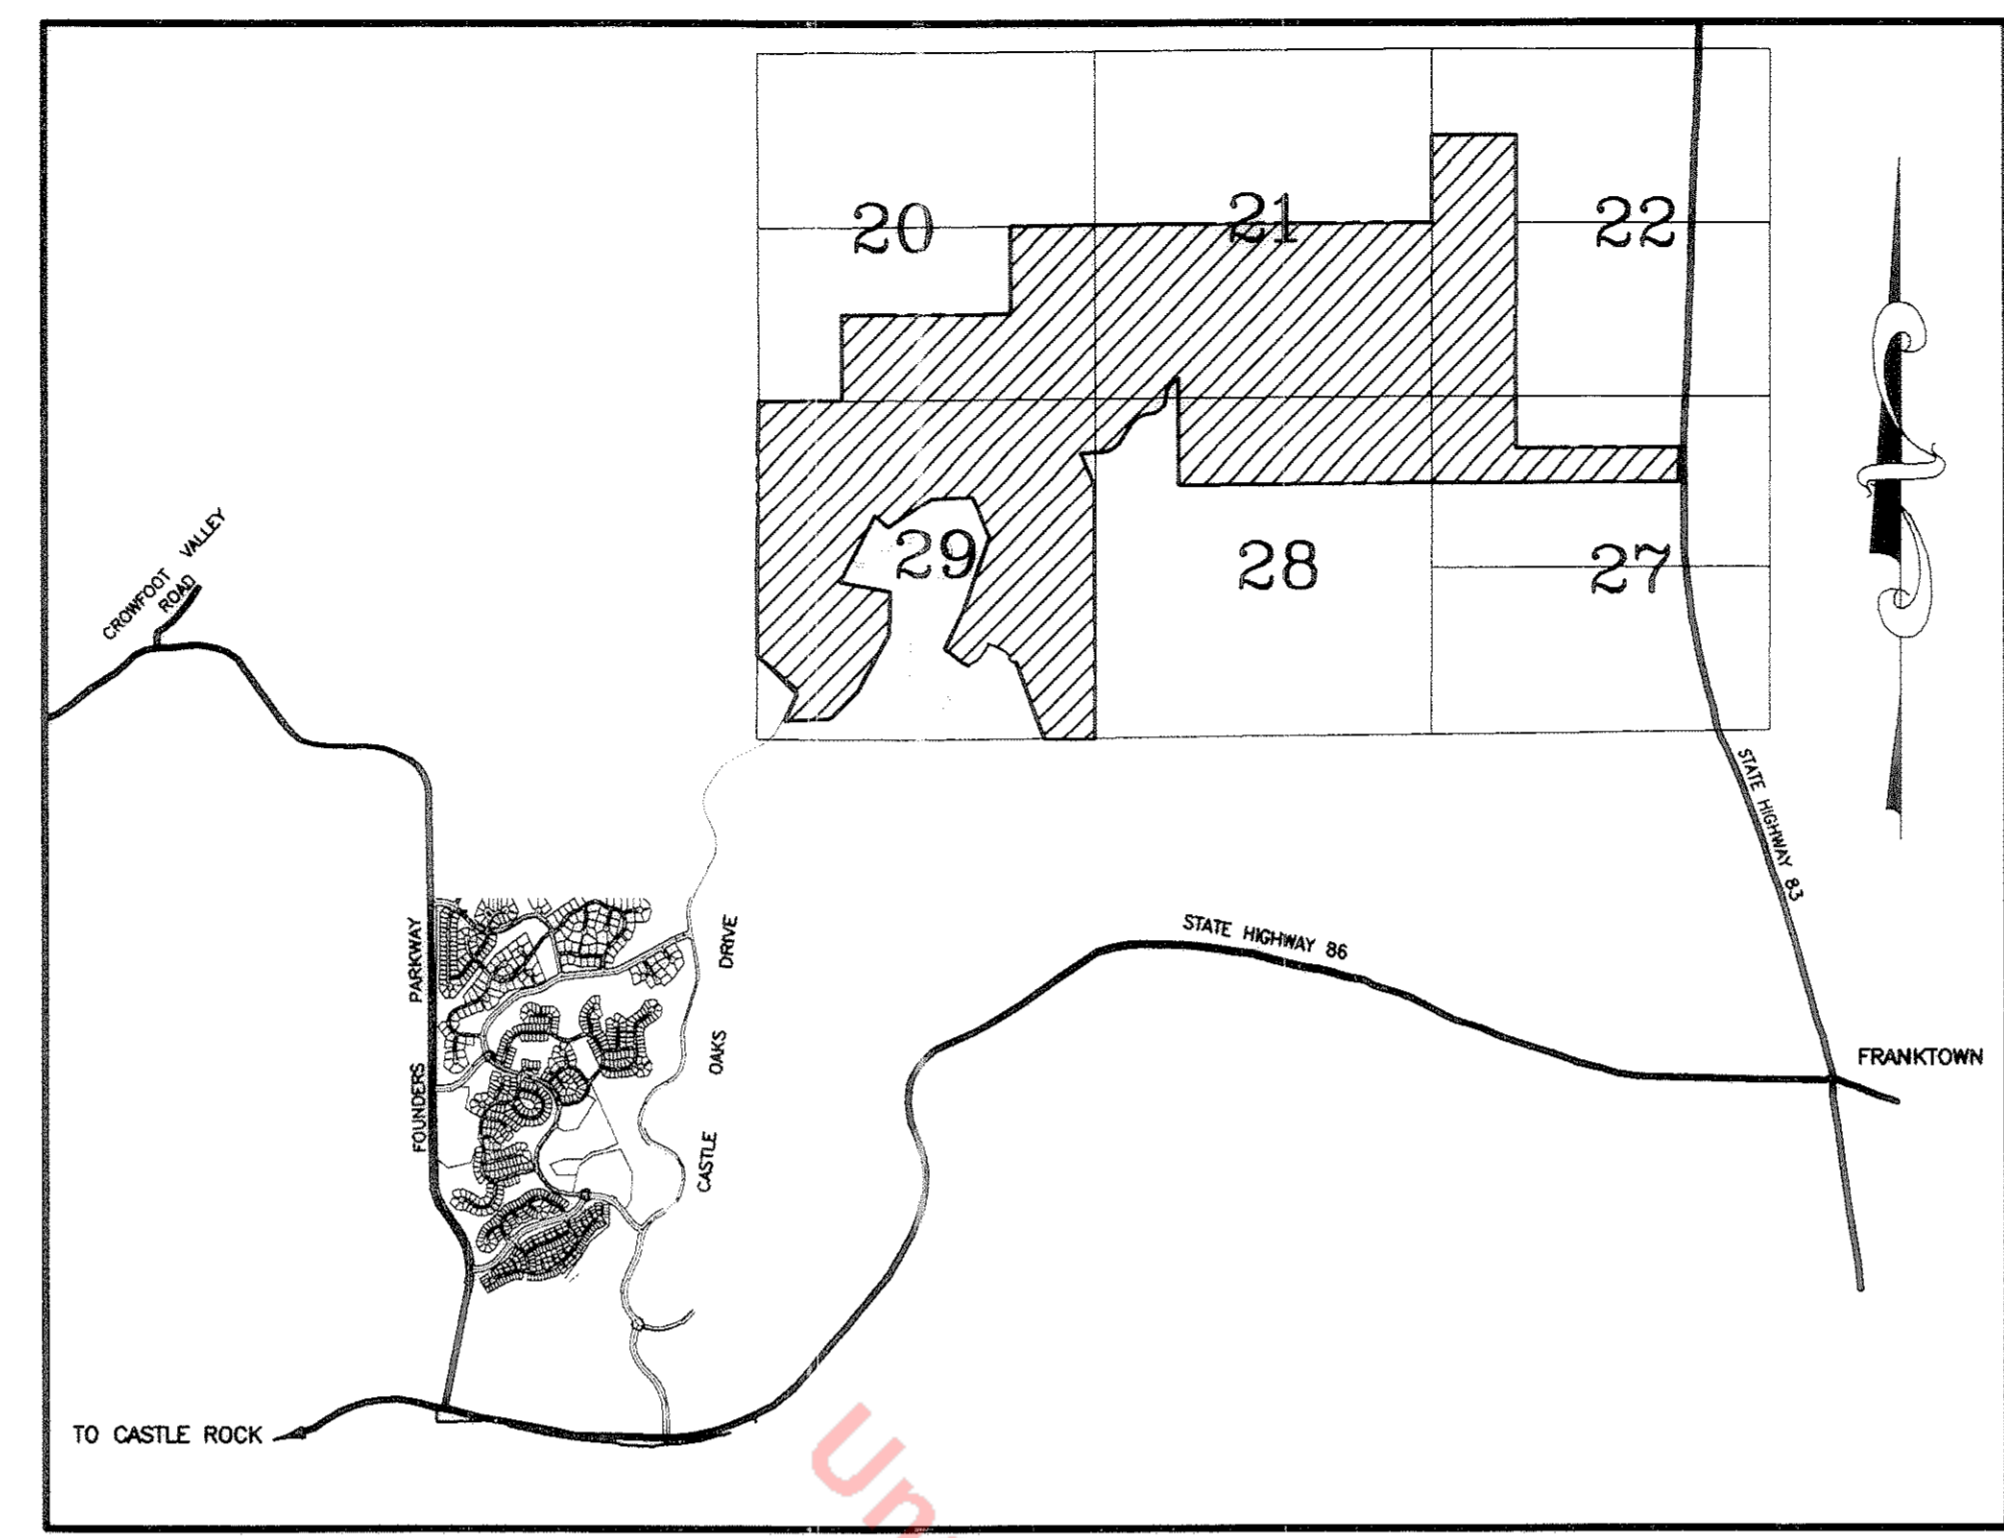 20
21
22
29
28
27
CROWFOOT VALLEY
ROAD
STATE HIGHWAY 83
FOUNDERS PARKWAY
CASTLE OAKS DRIVE
STATE HIGHWAY 86
FRANKTOWN
TO CASTLE ROCK
Un